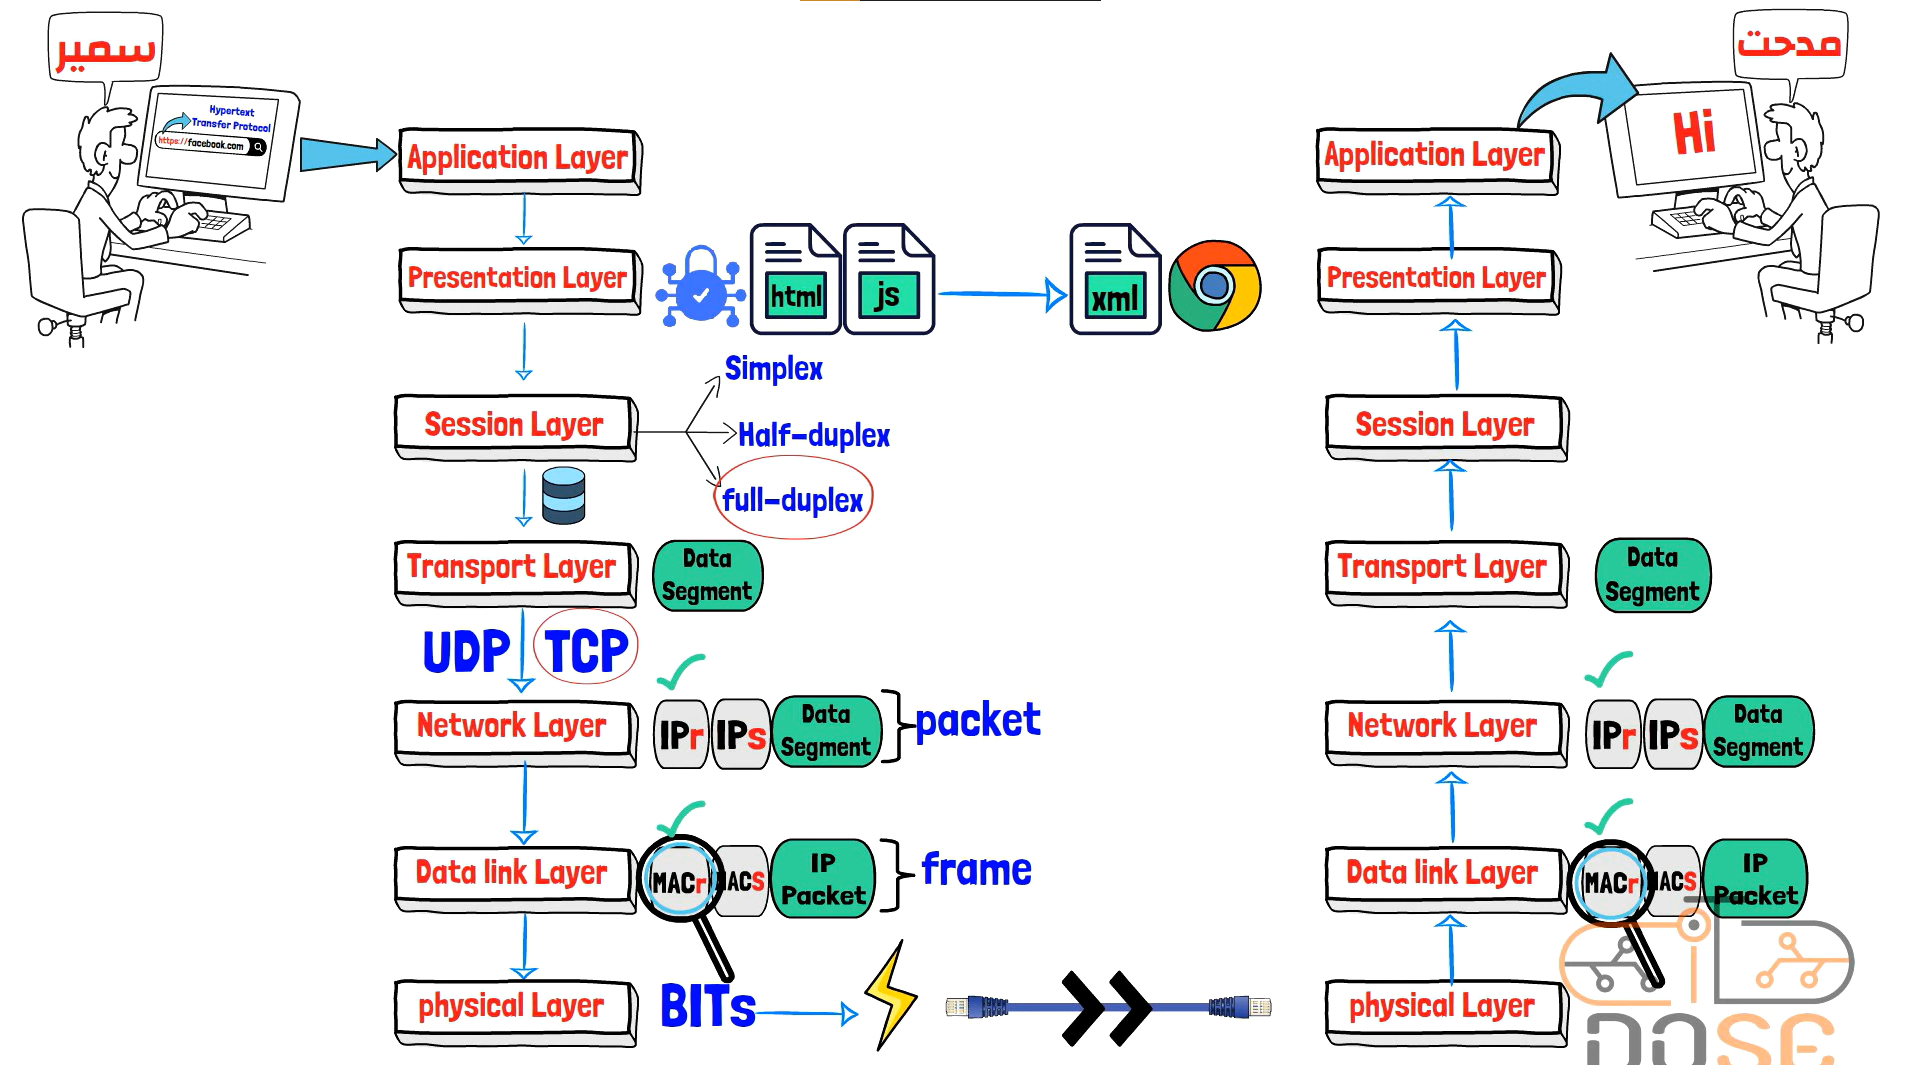 سمير
مدحت
Hypertext
Transfer Protocol
https://facebook.com
Hi
Application Layer
Application Layer
Presentation Layer
html
js
xml
Presentation Layer
Simplex
Session Layer
Half-duplex
full-duplex
Session Layer
Transport Layer
Data
Segment
Transport Layer
Data
Segment
UDP
TCP
Network Layer
IPr
IPs
Data
Segment
packet
Network Layer
IPr
IPs
Data
Segment
Data link Layer
MACr
MACs
IP
Packet
frame
Data link Layer
MACr
MACs
IP
Packet
physical Layer
BITs
physical Layer
DOSE